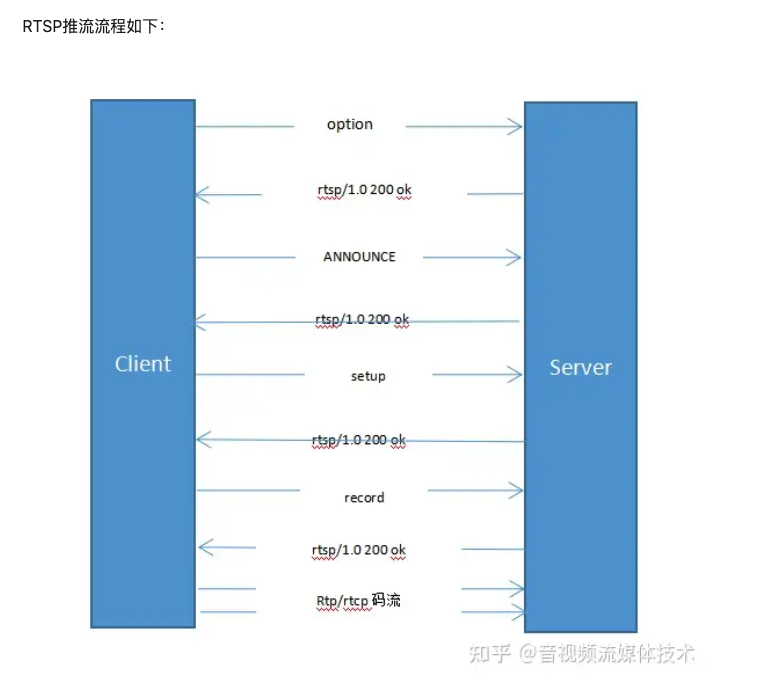 RTSP推流流程如下：
option
rtsp/1.0 200 ok
ANNOUNCE
rtsp/1.0 200 ok
Client
Server
setup
rtsp/1.0 200 ok
record
rtsp/1.0 200 ok
Rtp/rtcp 码流
知乎 @音视频流媒体技术